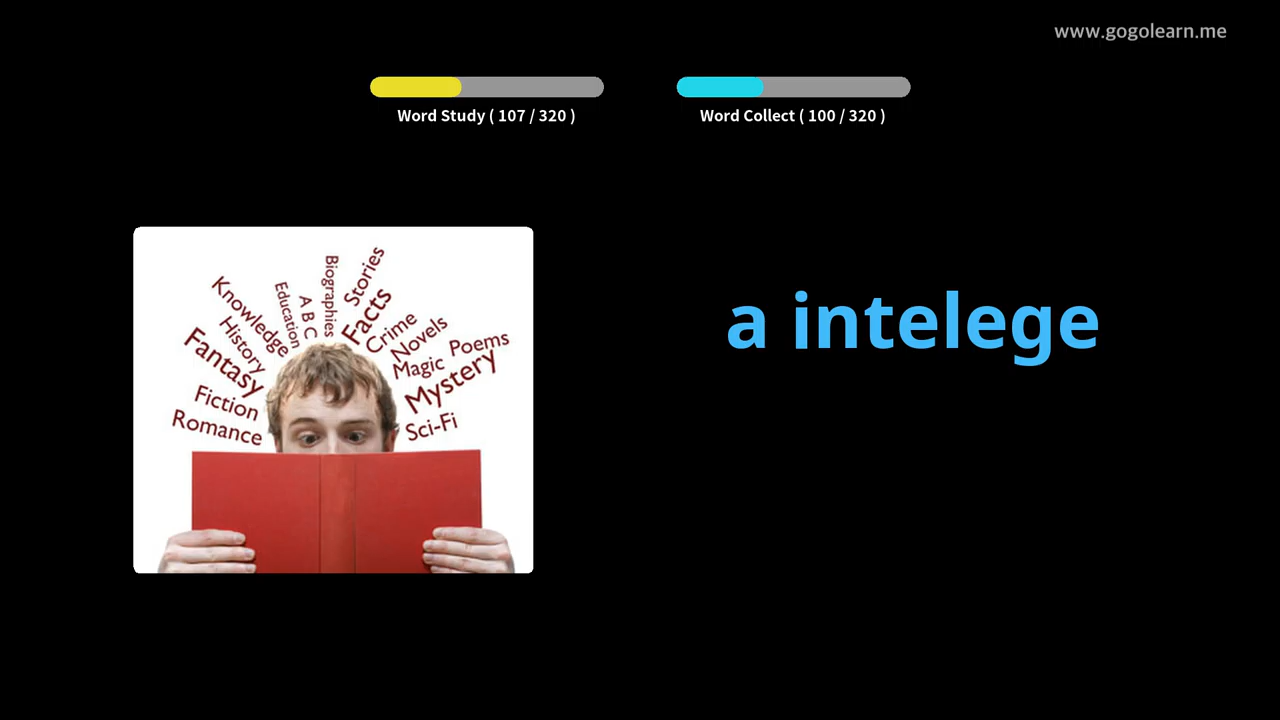 www.gogolearn.me
Word Study ( 107 / 320 )
Word Collect ( 100 / 320 )
a intelege
Romance
Fiction
Fantasy
History
Knowledge
Education
A B C
Biographies
Stories
Facts
Crime
Novels
Magic
Poems
Mystery
Sci-Fi